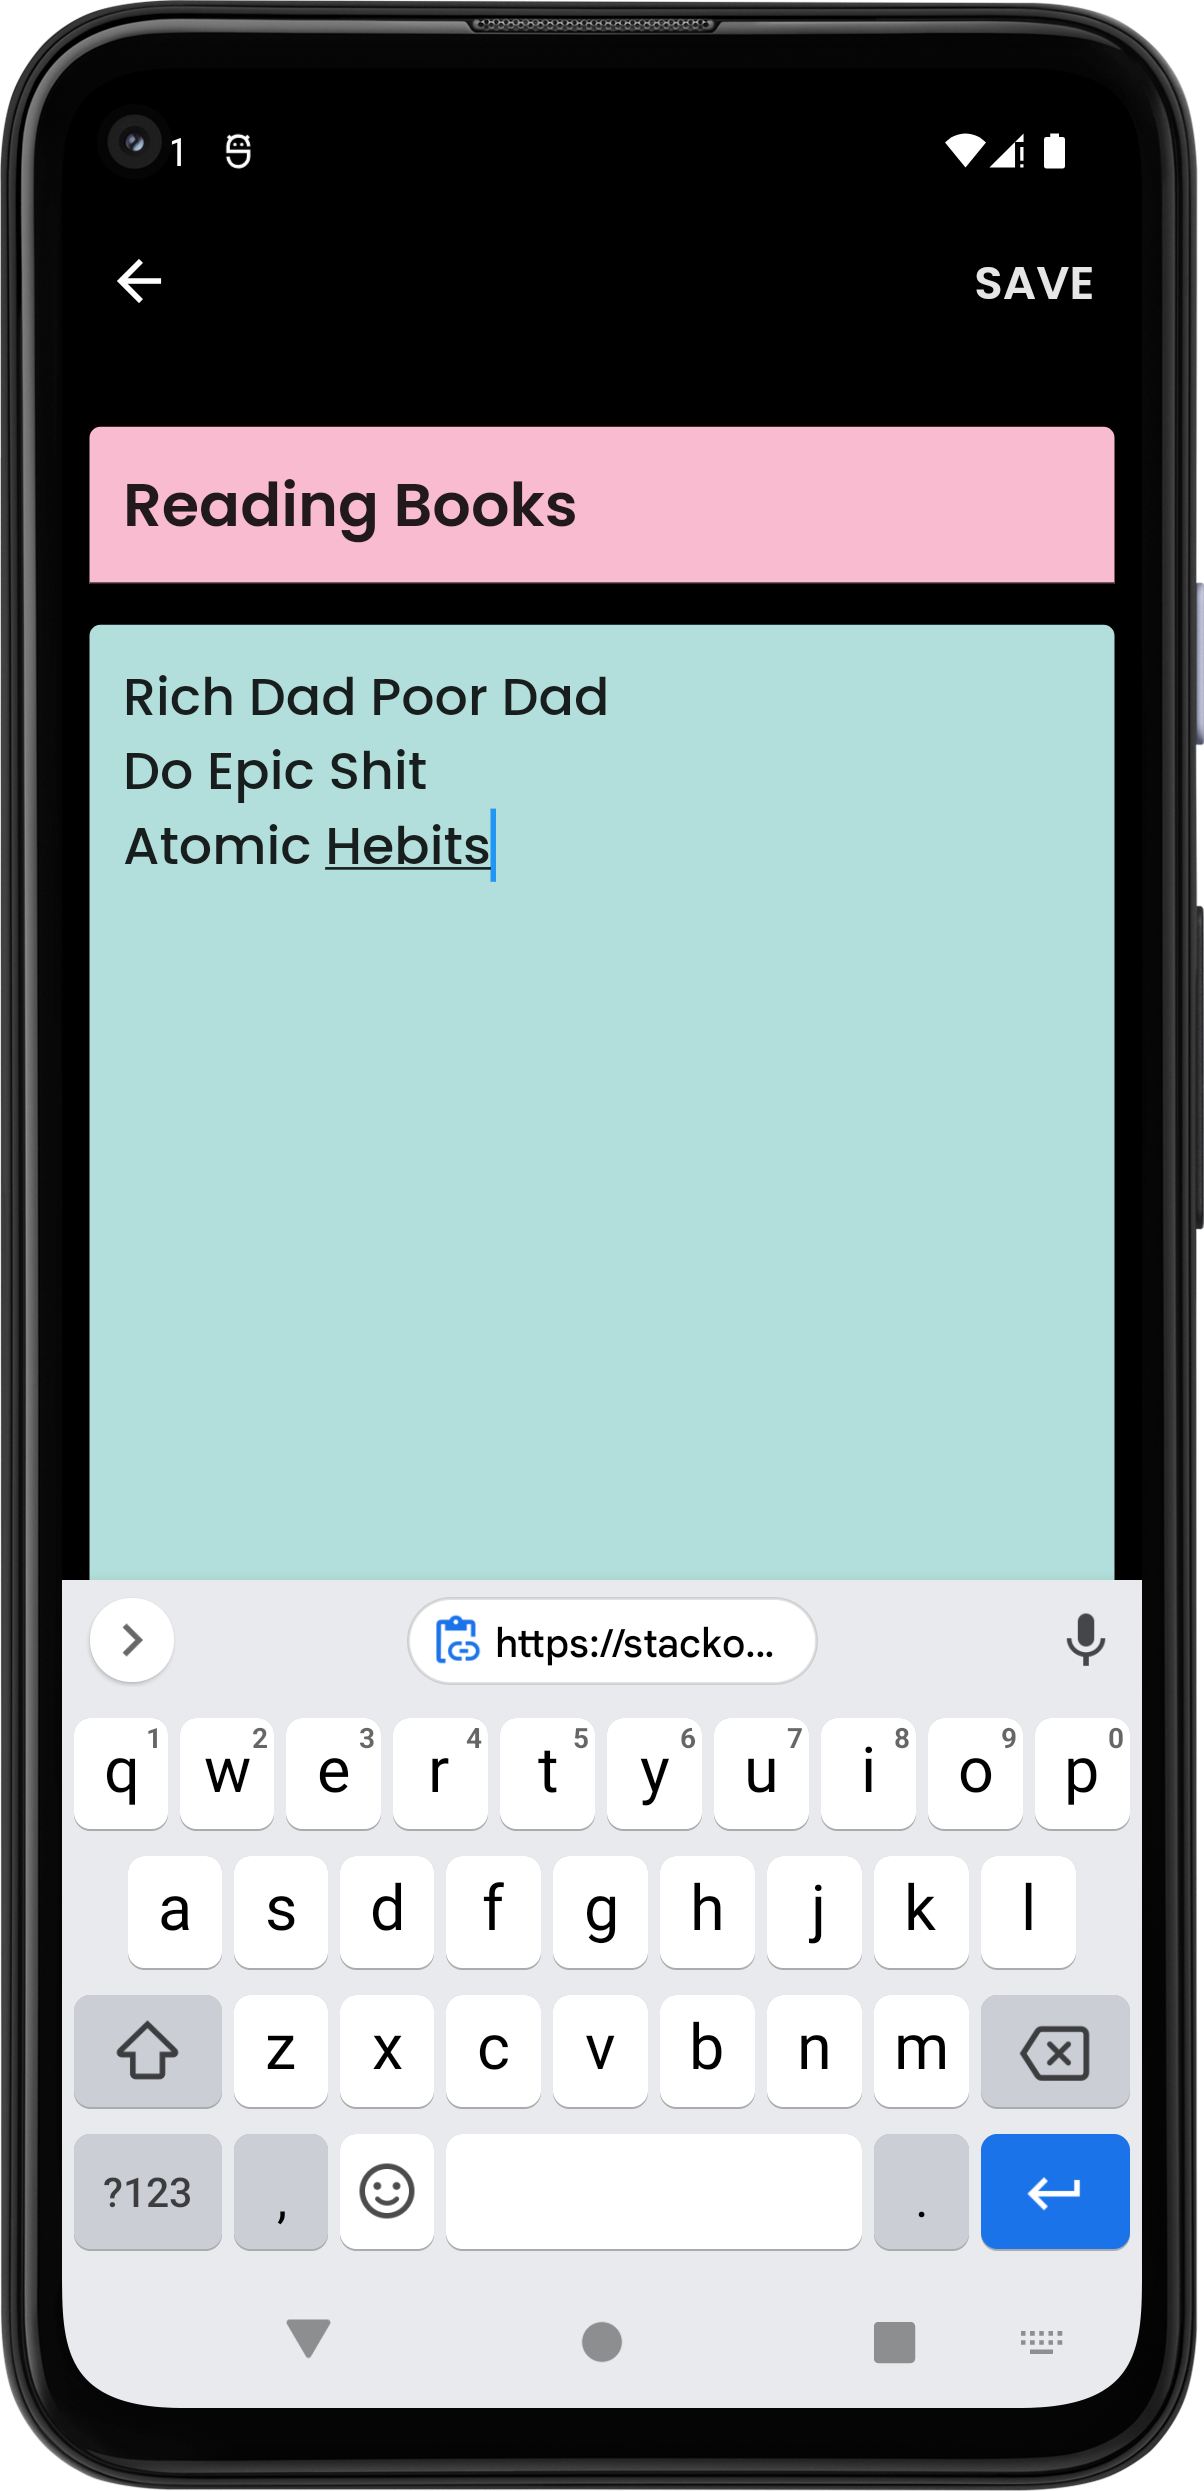 1
SAVE
Reading Books
Rich Dad Poor Dad
Do Epic Shit
Atomic Hebits
https://stacko...
q 1 w 2 e 3 r 4 t 5 y 6 u 7 i 8 o 9 p 0
a s d f g h j k l
z x c v b n m
?123 , .